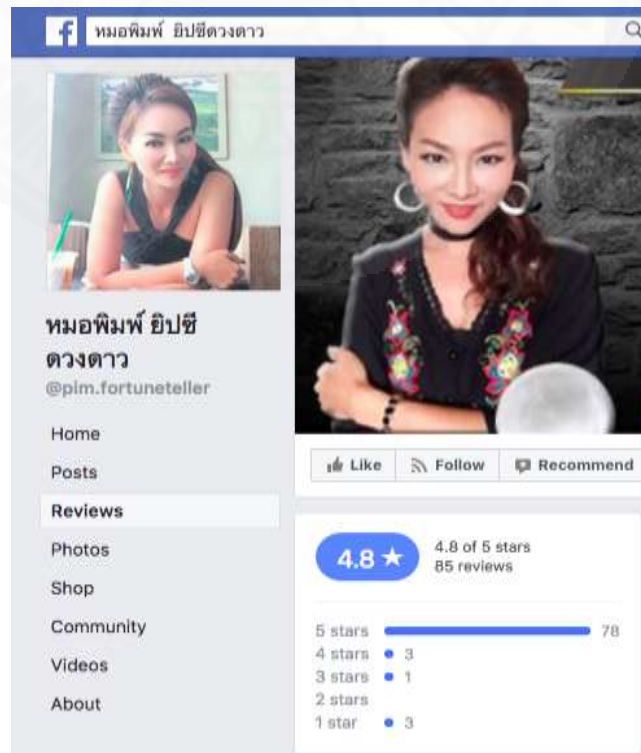 หมอพิมพ์ ยิปซีดวงดาว
หมอพิมพ์ ยิปซี
ดวงดาว
@pim.fortuneteller
Home
Posts
Reviews
Photos
Shop
Community
Videos
About
Like Follow Recommend
4.8 ★ 4.8 of 5 stars
85 reviews
5 stars 78
4 stars 3
3 stars 1
2 stars
1 star 3